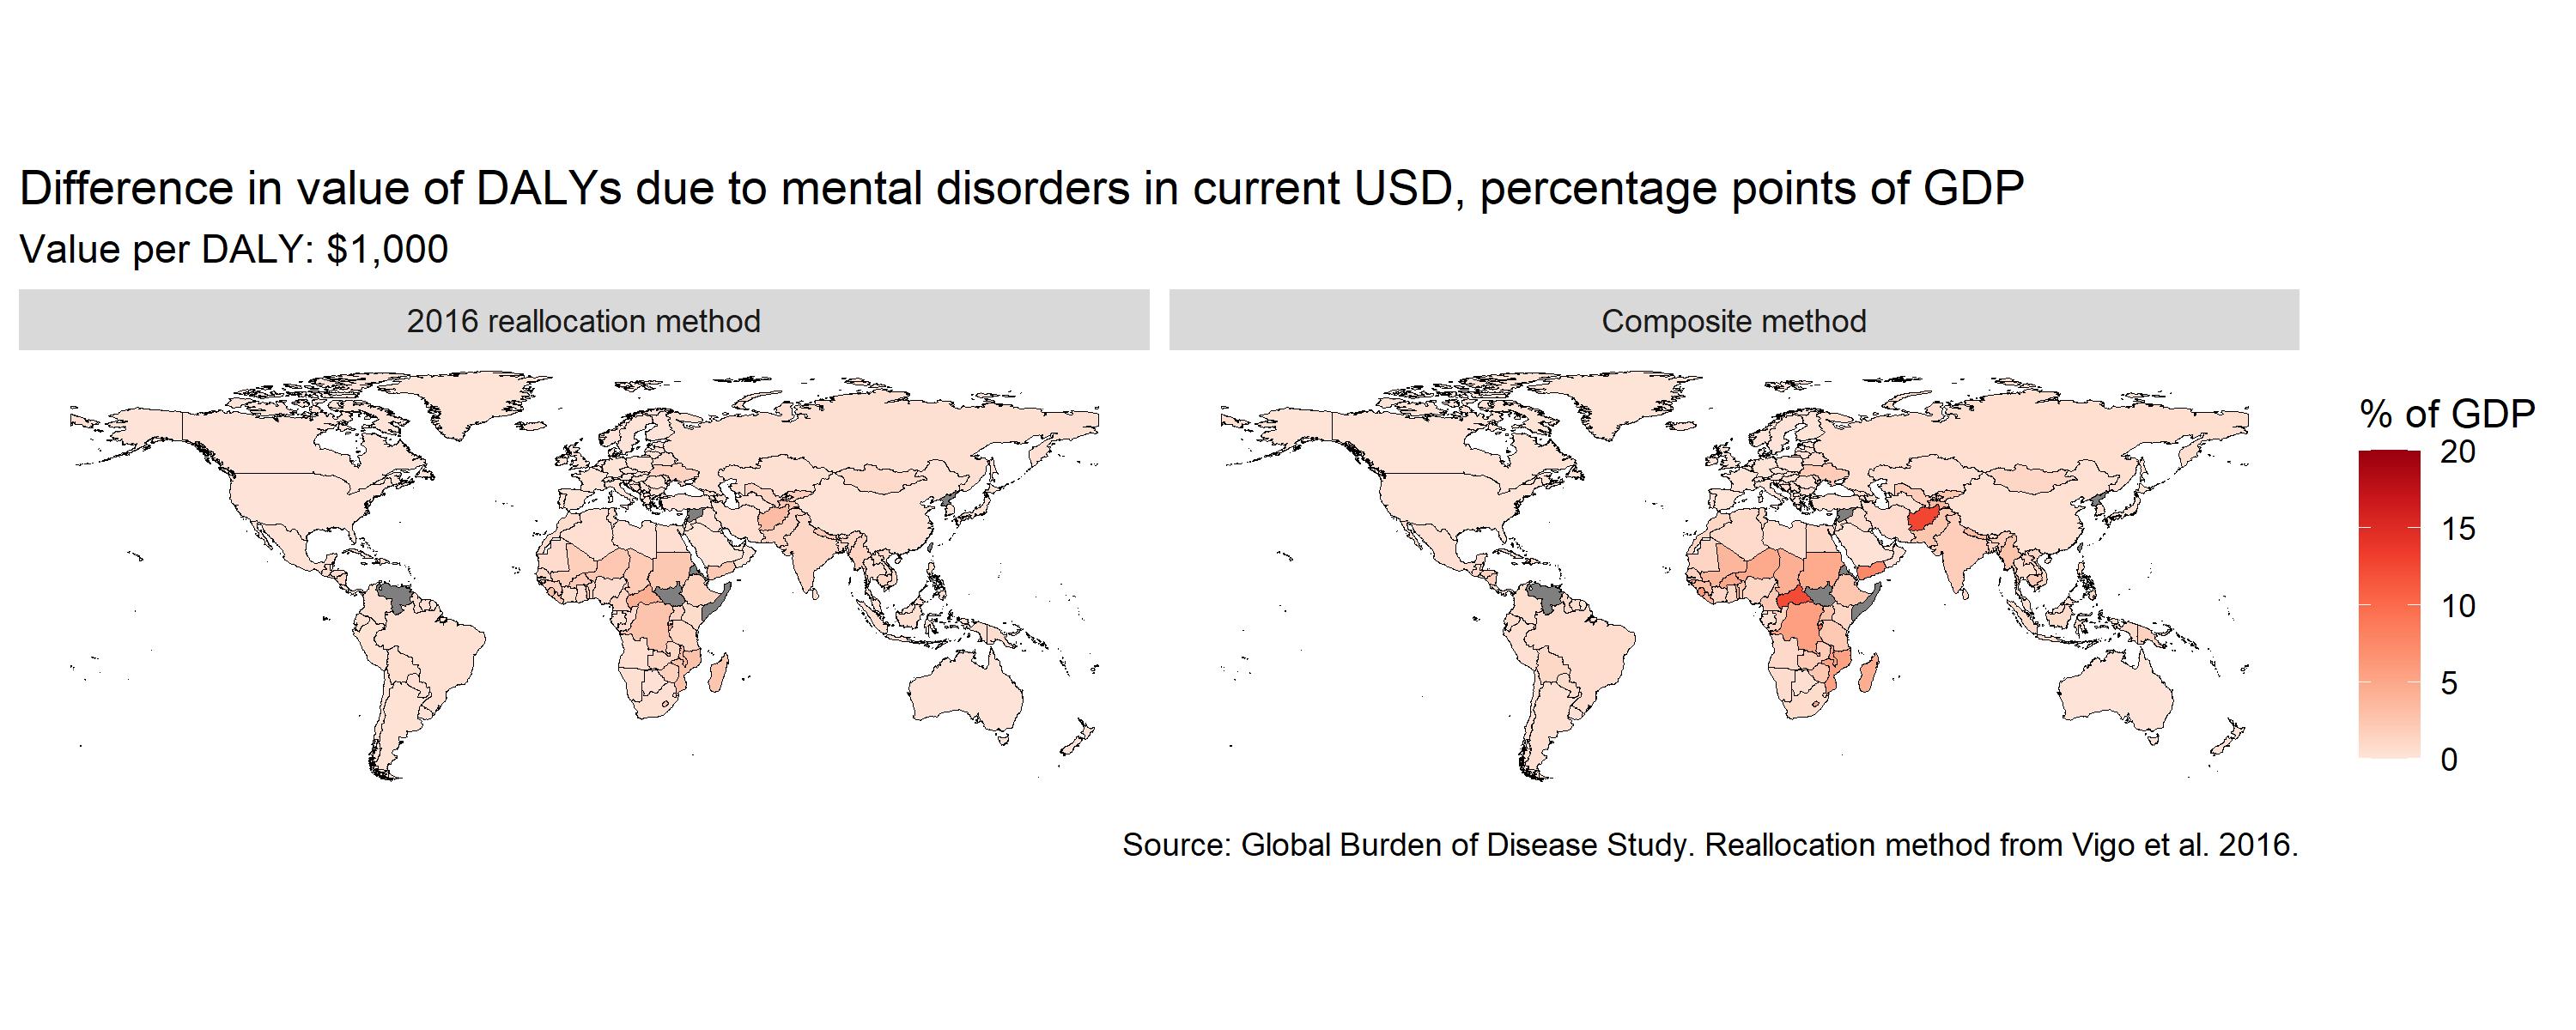 Difference in value of DALYs due to mental disorders in current USD, percentage points of GDP
Value per DALY: $1,000
2016 reallocation method
Composite method
% of GDP
20
15
10
5
0
Source: Global Burden of Disease Study. Reallocation method from Vigo et al. 2016.